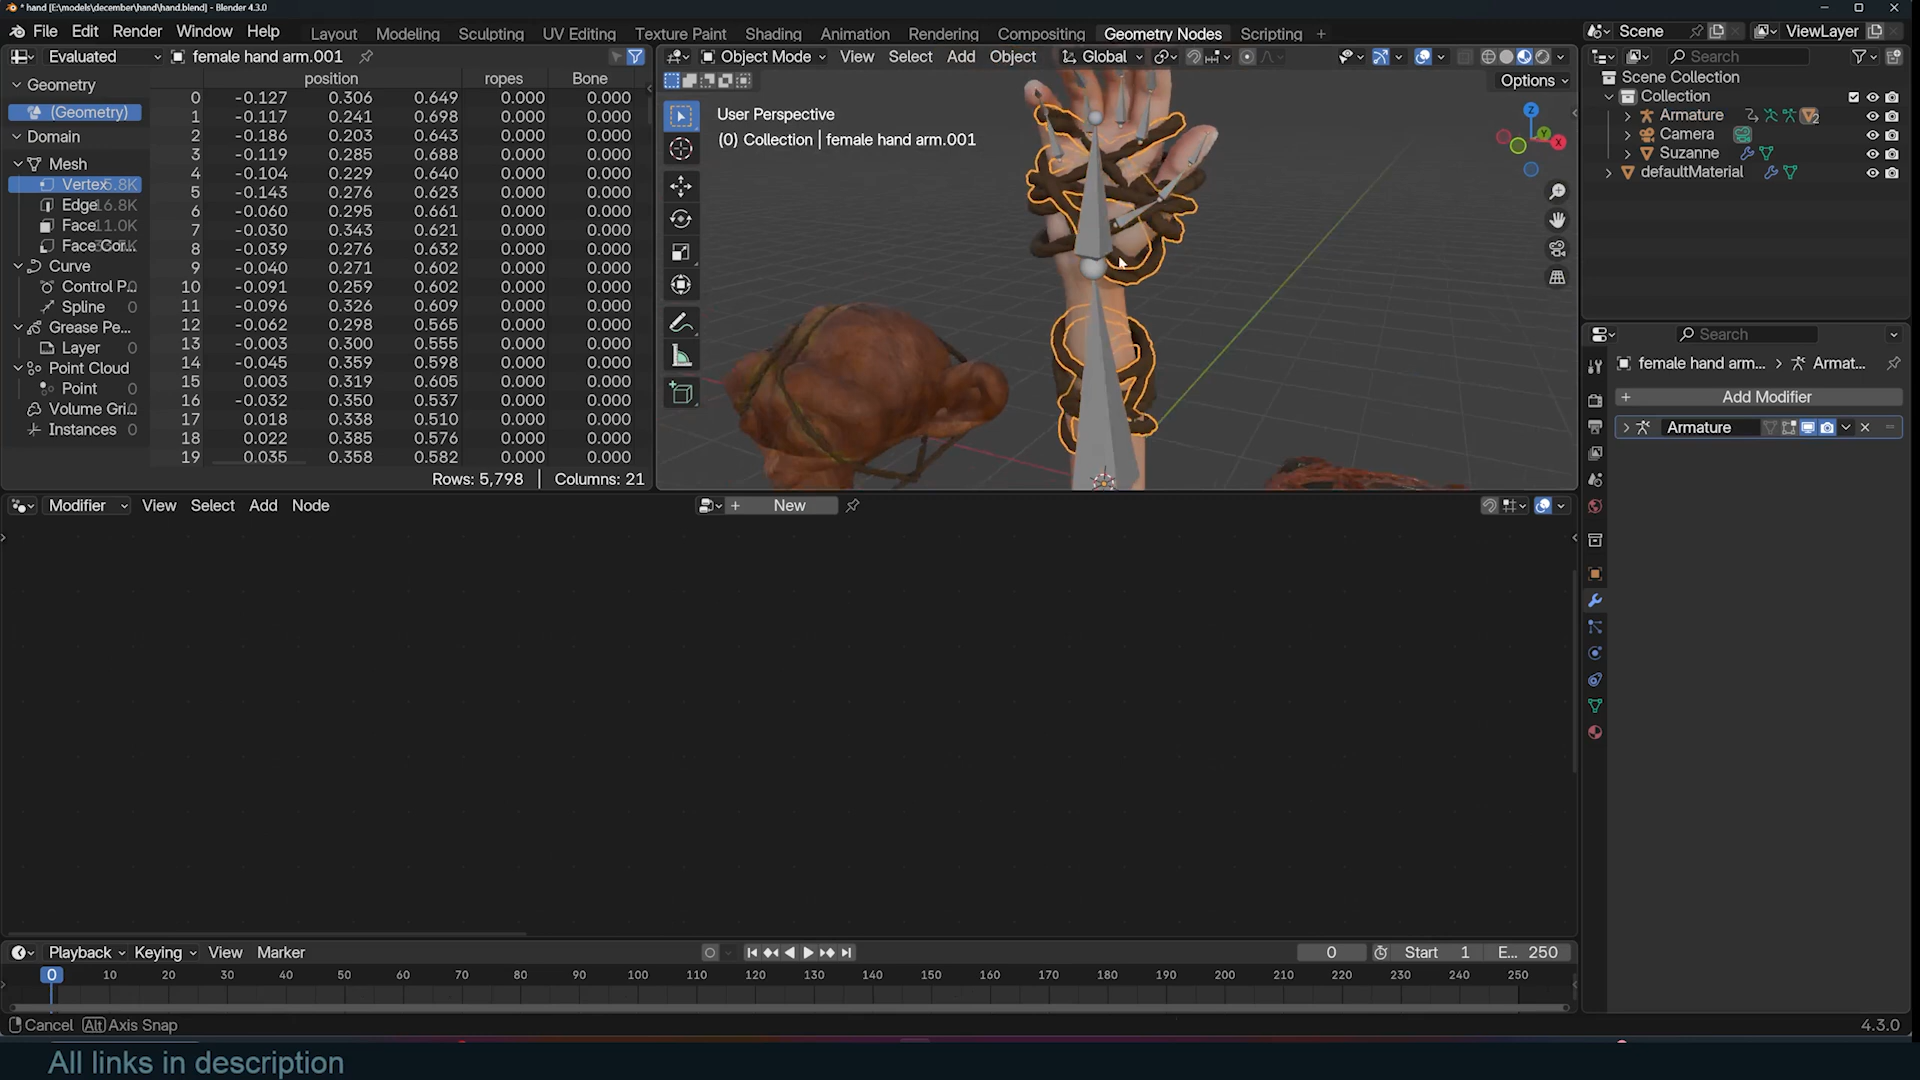 * hand [E:\models\december\hand\hand.blend] - Blender 4.3.0
File Edit Render Window Help
Layout Modeling Sculpting UV Editing Texture Paint Shading Animation Rendering Compositing Geometry Nodes Scripting +
Scene
ViewLayer
Evaluated
female hand arm.001
Object Mode View Select Add Object
Global
Search
Options
Geometry
(Geometry)
Domain
Mesh
Vertex 5.8K
Edge 16.8K
Face 11.0K
Face Cor...
Curve
Control P... 0
Spline 0
Grease Pe...
Layer 0
Point Cloud
Point 0
Volume Gri... 0
Instances 0
position ropes Bone
0 -0.127 0.306 0.649 0.000 0.000
1 -0.117 0.241 0.698 0.000 0.000
2 -0.186 0.203 0.643 0.000 0.000
3 -0.119 0.285 0.688 0.000 0.000
4 -0.104 0.229 0.640 0.000 0.000
5 -0.143 0.276 0.623 0.000 0.000
6 -0.060 0.295 0.661 0.000 0.000
7 -0.030 0.343 0.621 0.000 0.000
8 -0.039 0.276 0.632 0.000 0.000
9 -0.040 0.271 0.602 0.000 0.000
10 -0.091 0.259 0.602 0.000 0.000
11 -0.096 0.326 0.609 0.000 0.000
12 -0.062 0.298 0.565 0.000 0.000
13 -0.003 0.300 0.555 0.000 0.000
14 -0.045 0.359 0.598 0.000 0.000
15 0.003 0.319 0.605 0.000 0.000
16 -0.032 0.350 0.537 0.000 0.000
17 0.018 0.338 0.510 0.000 0.000
18 0.022 0.385 0.576 0.000 0.000
19 0.035 0.358 0.582 0.000 0.000
Rows: 5,798 | Columns: 21
User Perspective
(0) Collection | female hand arm.001
Z
Y
X
Scene Collection
Collection
Armature 2
Camera
Suzanne
defaultMaterial
Search
female hand arm... > Armat...
+ Add Modifier
Armature
Modifier View Select Add Node
+ New
Playback Keying View Marker
0
Start 1
E... 250
0 10 20 30 40 50 60 70 80 90 100 110 120 130 140 150 160 170 180 190 200 210 220 230 240 250
Cancel Alt Axis Snap
4.3.0
All links in description